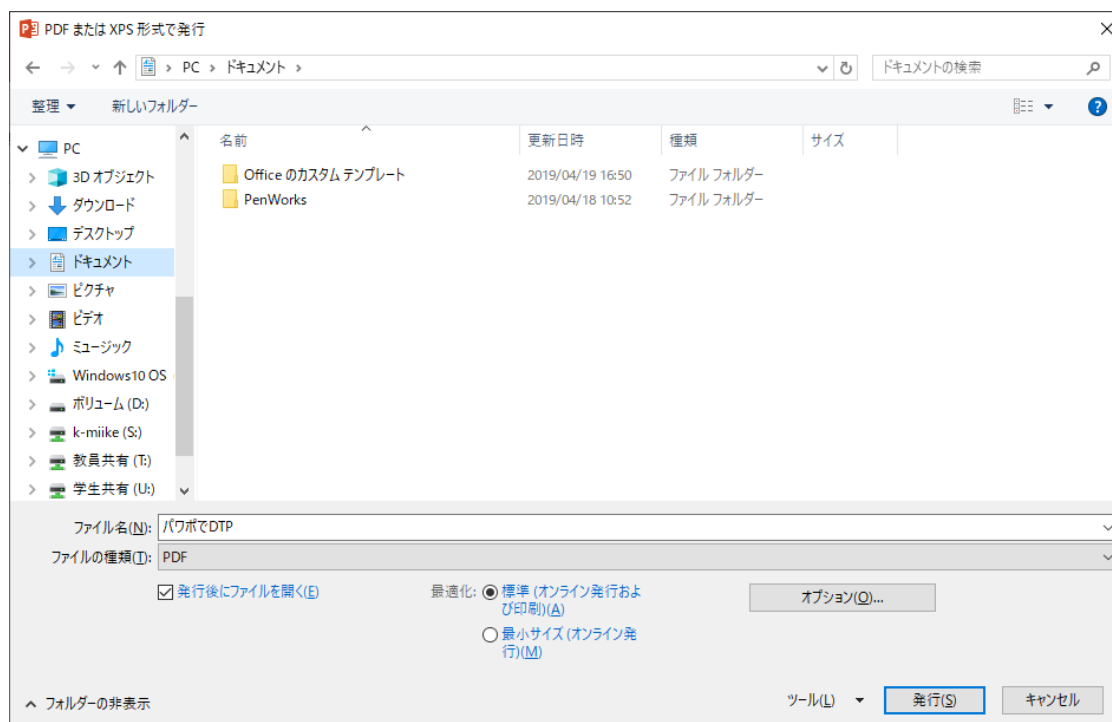 PDF または XPS 形式で発行
PC › ドキュメント ›
ドキュメントの検索
整理
新しいフォルダー
名前 更新日時 種類 サイズ
PC
3D オブジェクト
ダウンロード
デスクトップ
ドキュメント
ピクチャ
ビデオ
ミュージック
Windows10 OS
ボリューム (D:)
k-miike (S:)
教員共有 (T:)
学生共有 (U:)
Office のカスタム テンプレート 2019/04/19 16:50 ファイル フォルダー
PenWorks 2019/04/18 10:52 ファイル フォルダー
ファイル名(N): パワポでDTP
ファイルの種類(T): PDF
発行後にファイルを開く(E)
最適化: 標準 (オンライン発行およ
び印刷)(A)
最小サイズ (オンライン発
行)(M)
オプション(O)...
フォルダーの非表示
ツール(L) 発行(S) キャンセル